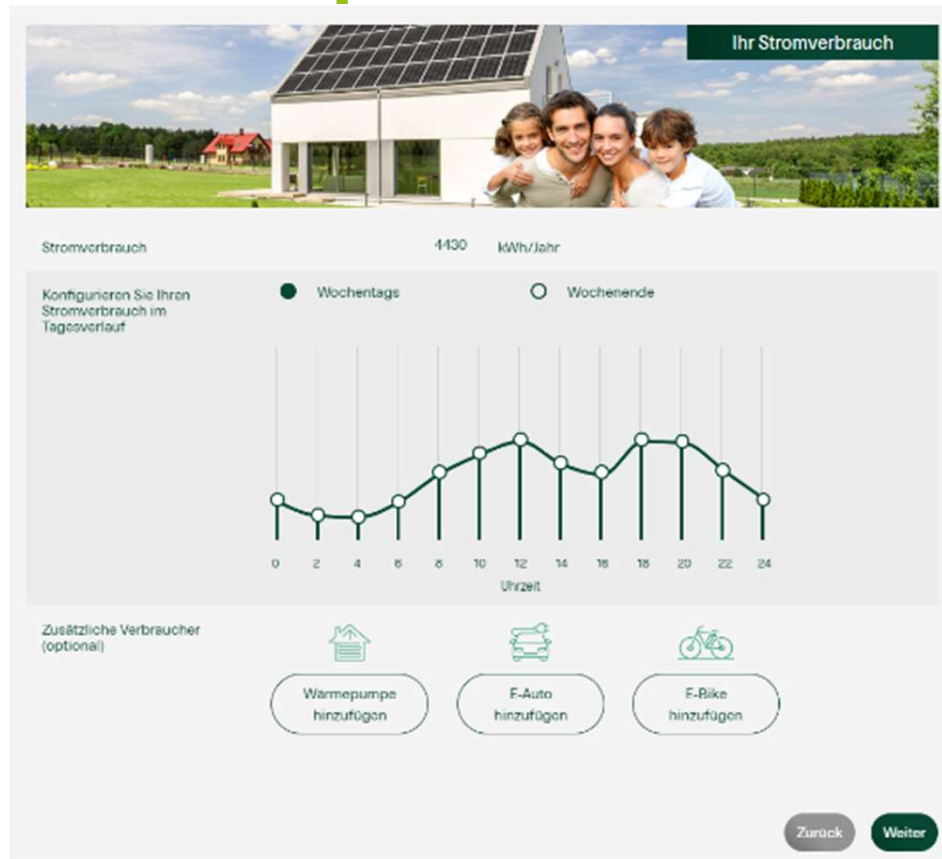 Ihr Stromverbrauch
Stromverbrauch 4430 kWh/Jahr
Konfigurieren Sie Ihren
Stromverbrauch im
Tagesverlauf
Wochentags Wochenende
0 2 4 6 8 10 12 14 16 18 20 22 24
Uhrzeit
Zusätzliche Verbraucher
(optional)
Wärmepumpe
hinzufügen
E-Auto
hinzufügen
E-Bike
hinzufügen
Zurück Weiter